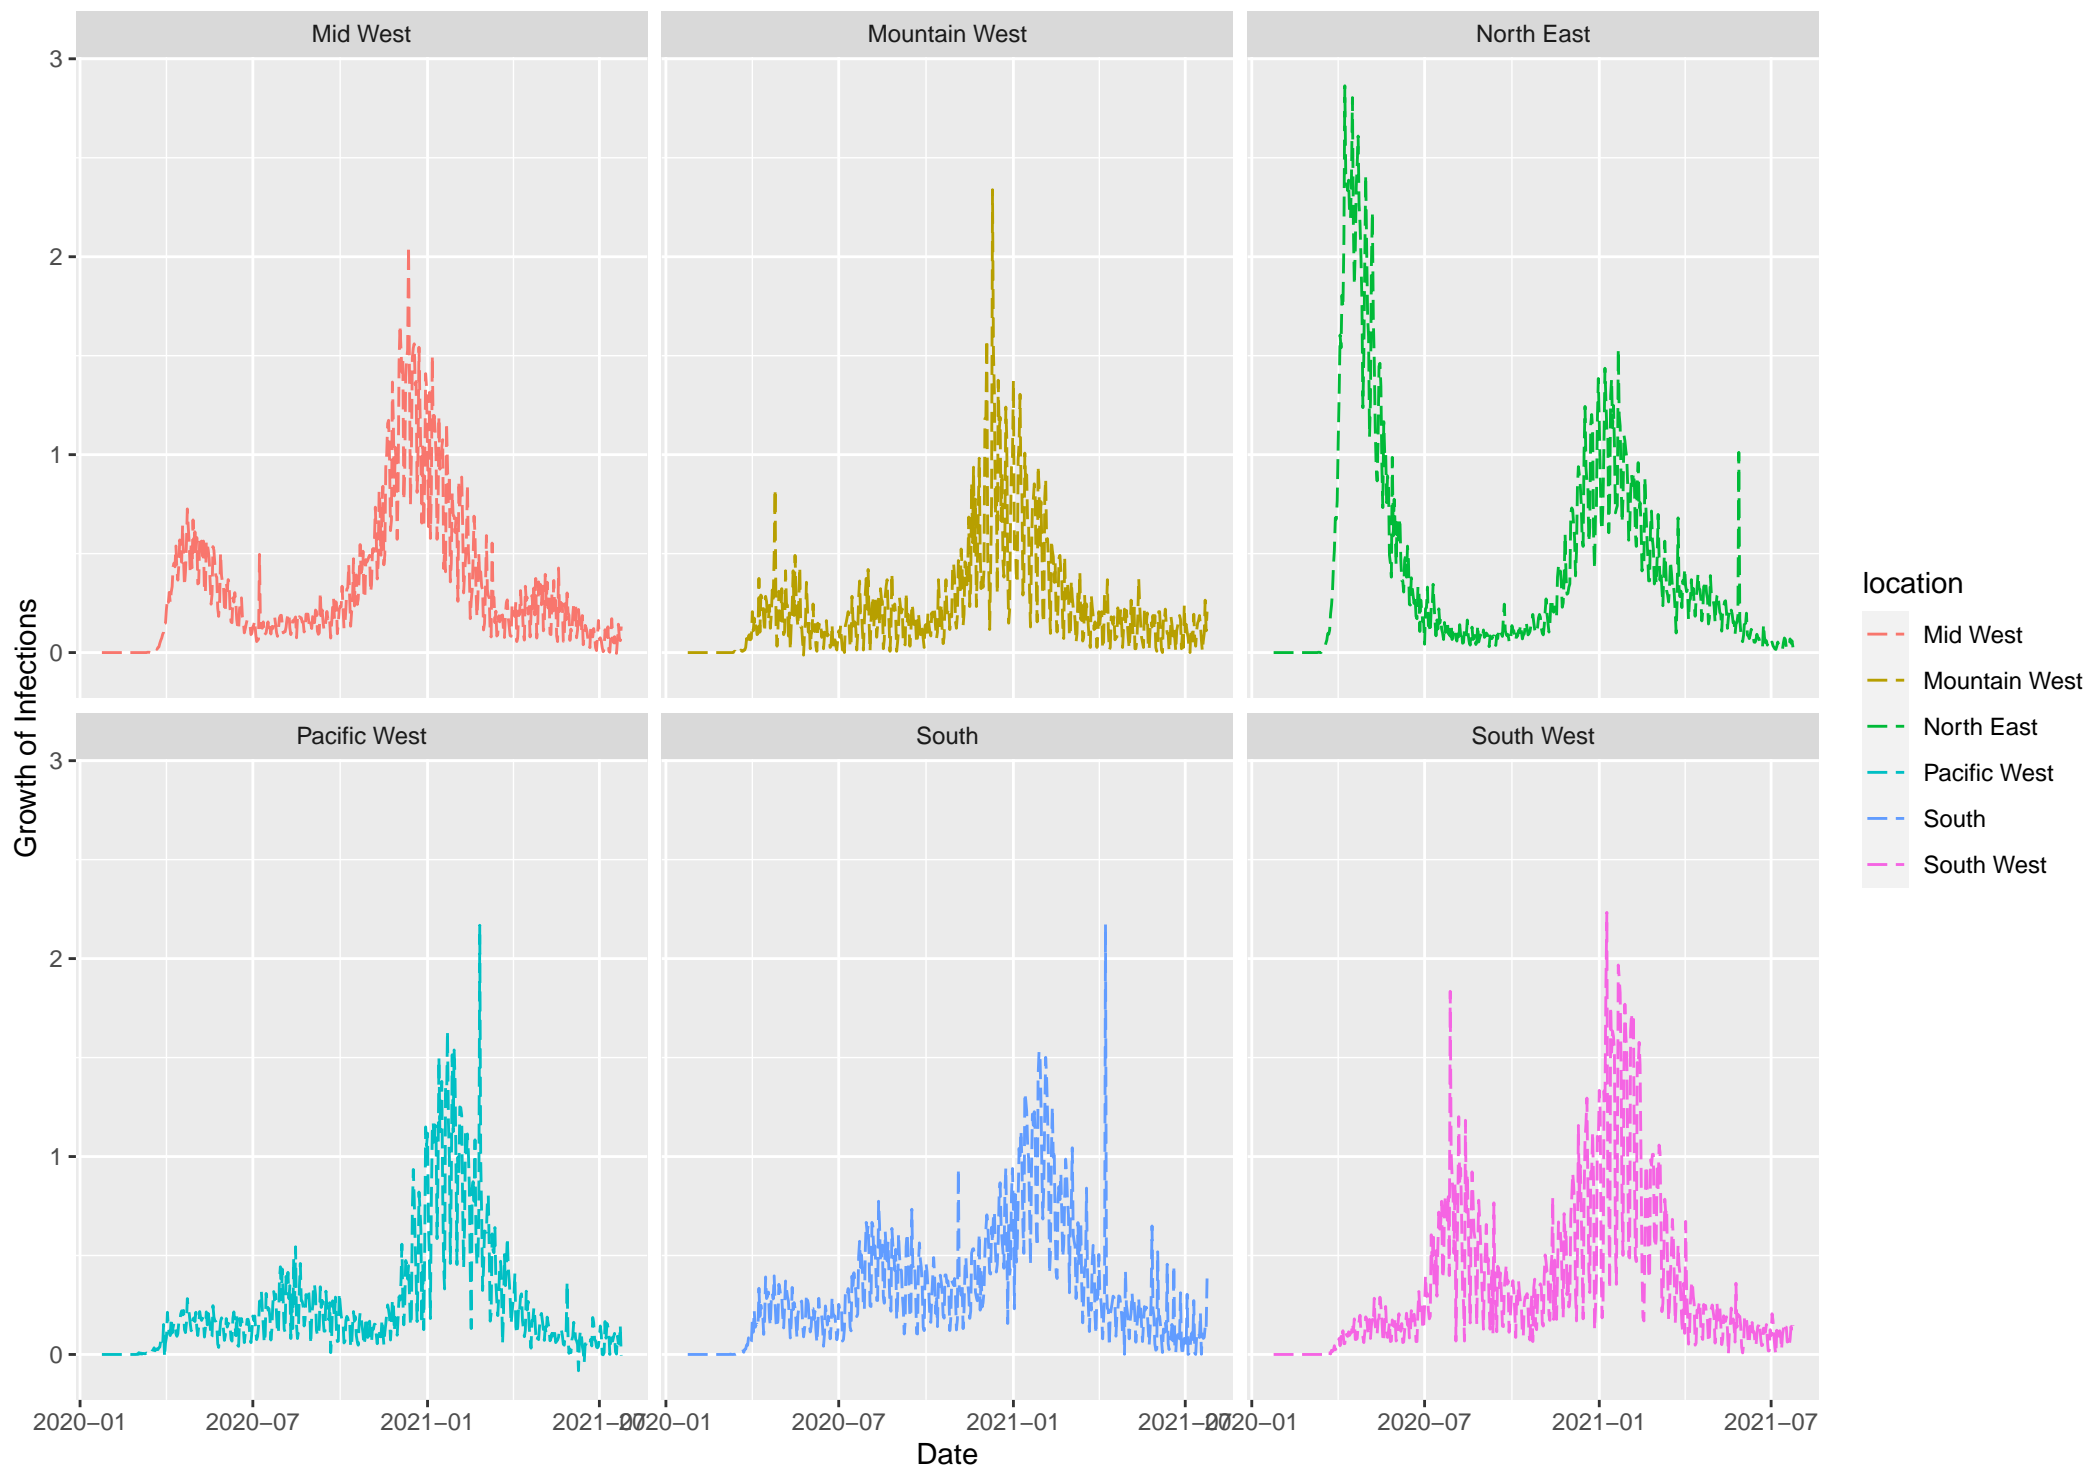 Mid West
Mountain West
North East
3
2
1
0
Growth of Infections
Pacific West
South
South West
3
2
1
0
2020–01
2020–07
2021–01
2021–07
2020–01
2020–07
2021–01
2021–07
2020–01
2020–07
2021–01
2021–07
Date
location
Mid West
Mountain West
North East
Pacific West
South
South West